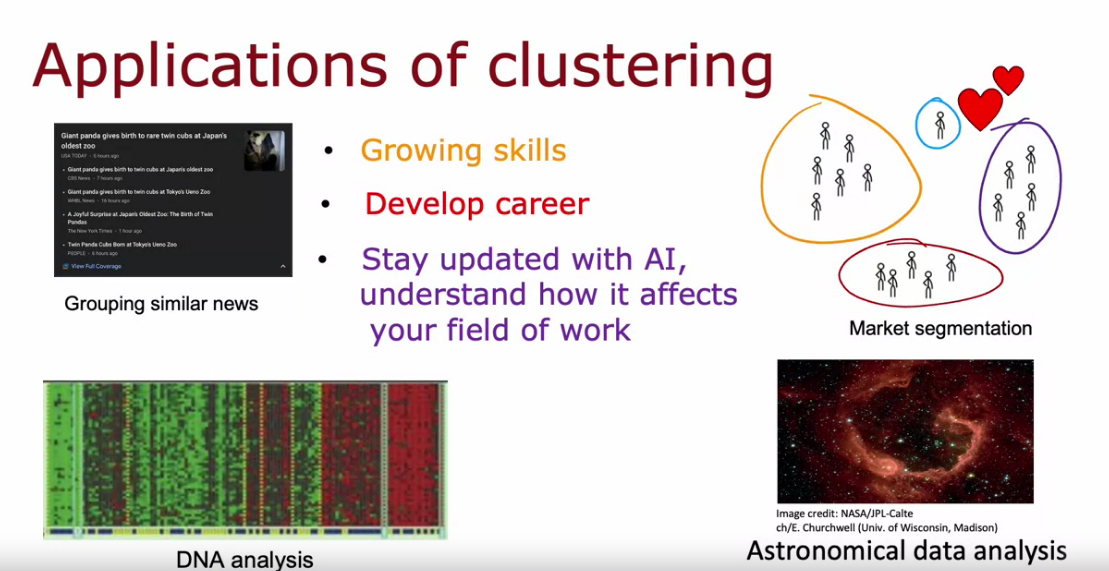 Applications of clustering
Giant panda gives birth to rare twin cubs at Japan's
oldest zoo
USA TODAY · 6 hours ago
• Giant panda gives birth to twin cubs at Japan's oldest zoo
CBS News · 7 hours ago
• Giant panda gives birth to twin cubs at Tokyo's Ueno Zoo
WHBL News · 16 hours ago
• A Joyful Surprise at Japan's Oldest Zoo: The Birth of Twin
Pandas
The New York Times · 1 hour ago
• Twin Panda Cubs Born at Tokyo's Ueno Zoo
PEOPLE · 6 hours ago
View Full Coverage
Grouping similar news
• Growing skills
• Develop career
• Stay updated with AI,
understand how it affects
your field of work
Market segmentation
DNA analysis
Image credit: NASA/JPL-Calte
ch/E. Churchwell (Univ. of Wisconsin, Madison)
Astronomical data analysis